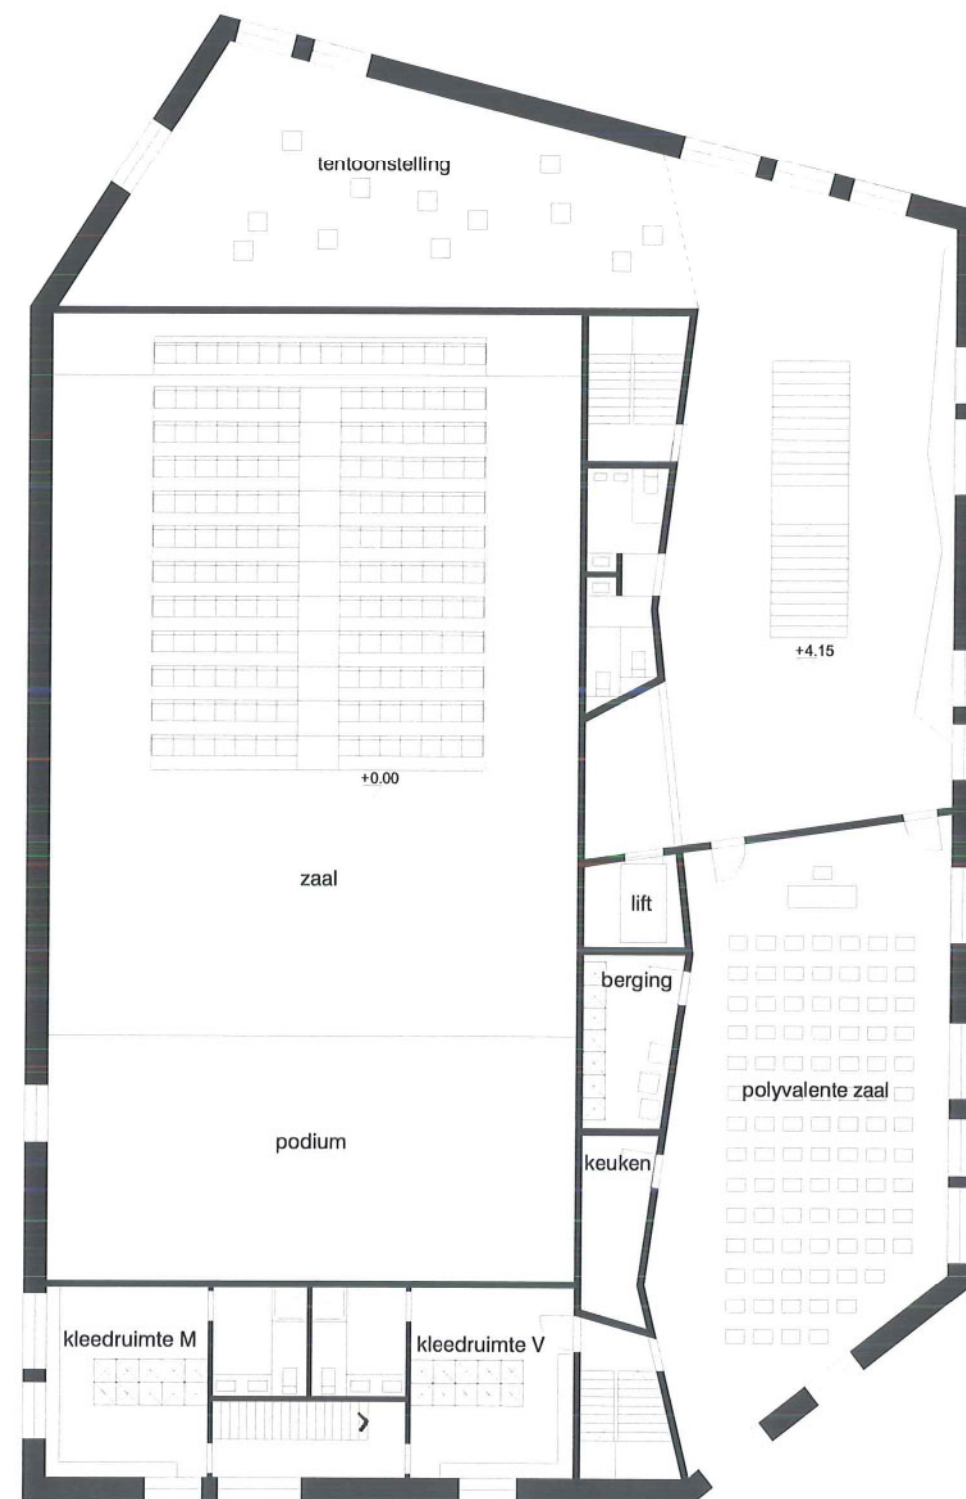 tentoonstelling
+4.15
+0.00
zaal
lift
berging
polyvalente zaal
podium
keuken
kleedruimte M
kleedruimte V